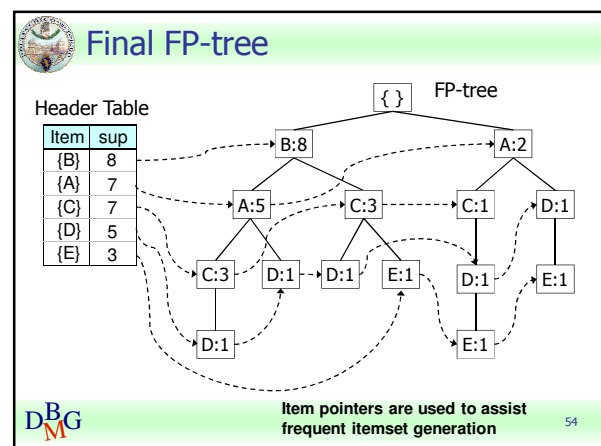 Final FP-tree
Header Table
Item sup
{B} 8
{A} 7
{C} 7
{D} 5
{E} 3
FP-tree
{ }
B:8 A:2
A:5 C:3 C:1 D:1
C:3 D:1 D:1 E:1 D:1 E:1
D:1 E:1
DBMG
Item pointers are used to assist
frequent itemset generation
54